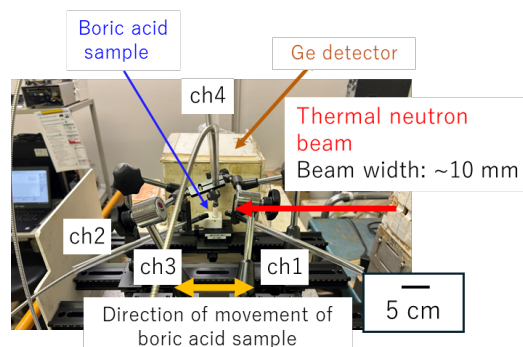 Boric acid
sample
Ge detector
ch4
Thermal neutron
beam
Beam width: ~10 mm
ch2
ch3
ch1
5 cm
Direction of movement of
boric acid sample